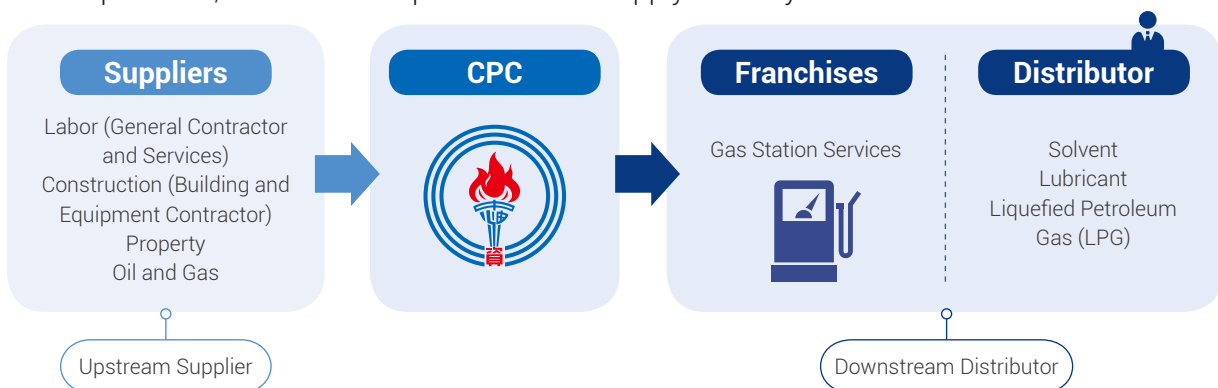 Suppliers
Labor (General Contractor
and Services)
Construction (Building and
Equipment Contractor)
Property
Oil and Gas
Upstream Supplier
CPC
資
Franchises
Gas Station Services
Distributor
Solvent
Lubricant
Liquefied Petroleum
Gas (LPG)
Downstream Distributor